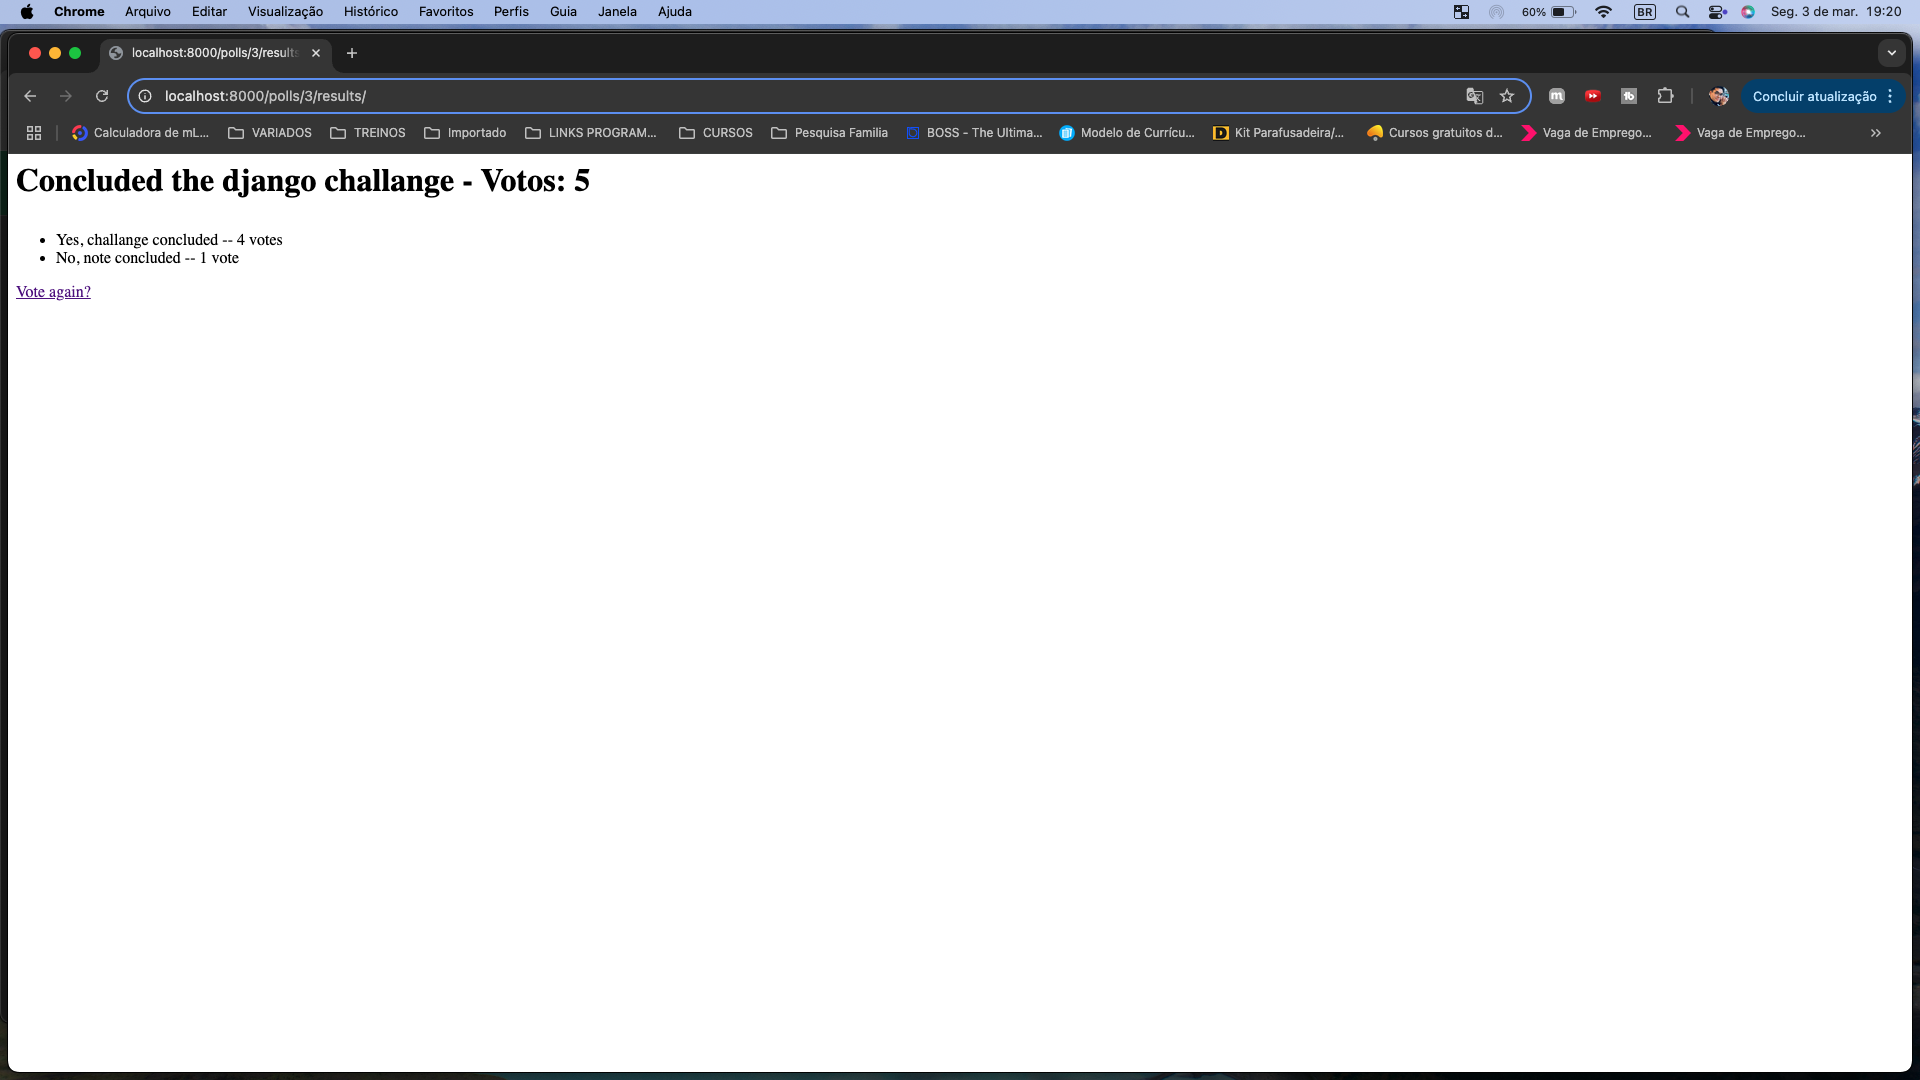 Chrome Arquivo Editar Visualização Histórico Favoritos Perfis Guia Janela Ajuda 60% BR Seg. 3 de mar. 19:20
localhost:8000/polls/3/results
localhost:8000/polls/3/results/ Concluir atualização
Calculadora de mL... VARIADOS TREINOS Importado LINKS PROGRAM... CURSOS Pesquisa Familia BOSS - The Ultima... Modelo de Currícu... Kit Parafusadeira/... Cursos gratuitos d... Vaga de Emprego... Vaga de Emprego...
Concluded the django challange - Votos: 5
Yes, challange concluded -- 4 votes
No, note concluded -- 1 vote
Vote again?